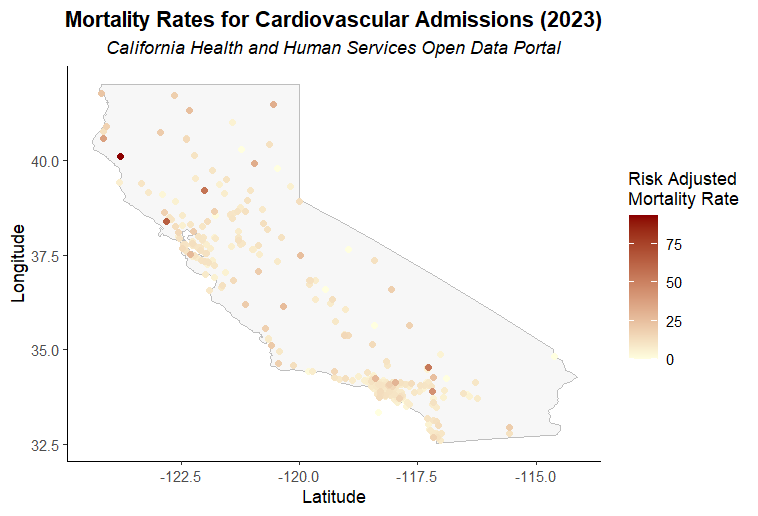 Mortality Rates for Cardiovascular Admissions (2023)
California Health and Human Services Open Data Portal
Longitude
40.0
37.5
35.0
32.5
-122.5
-120.0
-117.5
-115.0
Latitude
Risk Adjusted
Mortality Rate
75
50
25
0